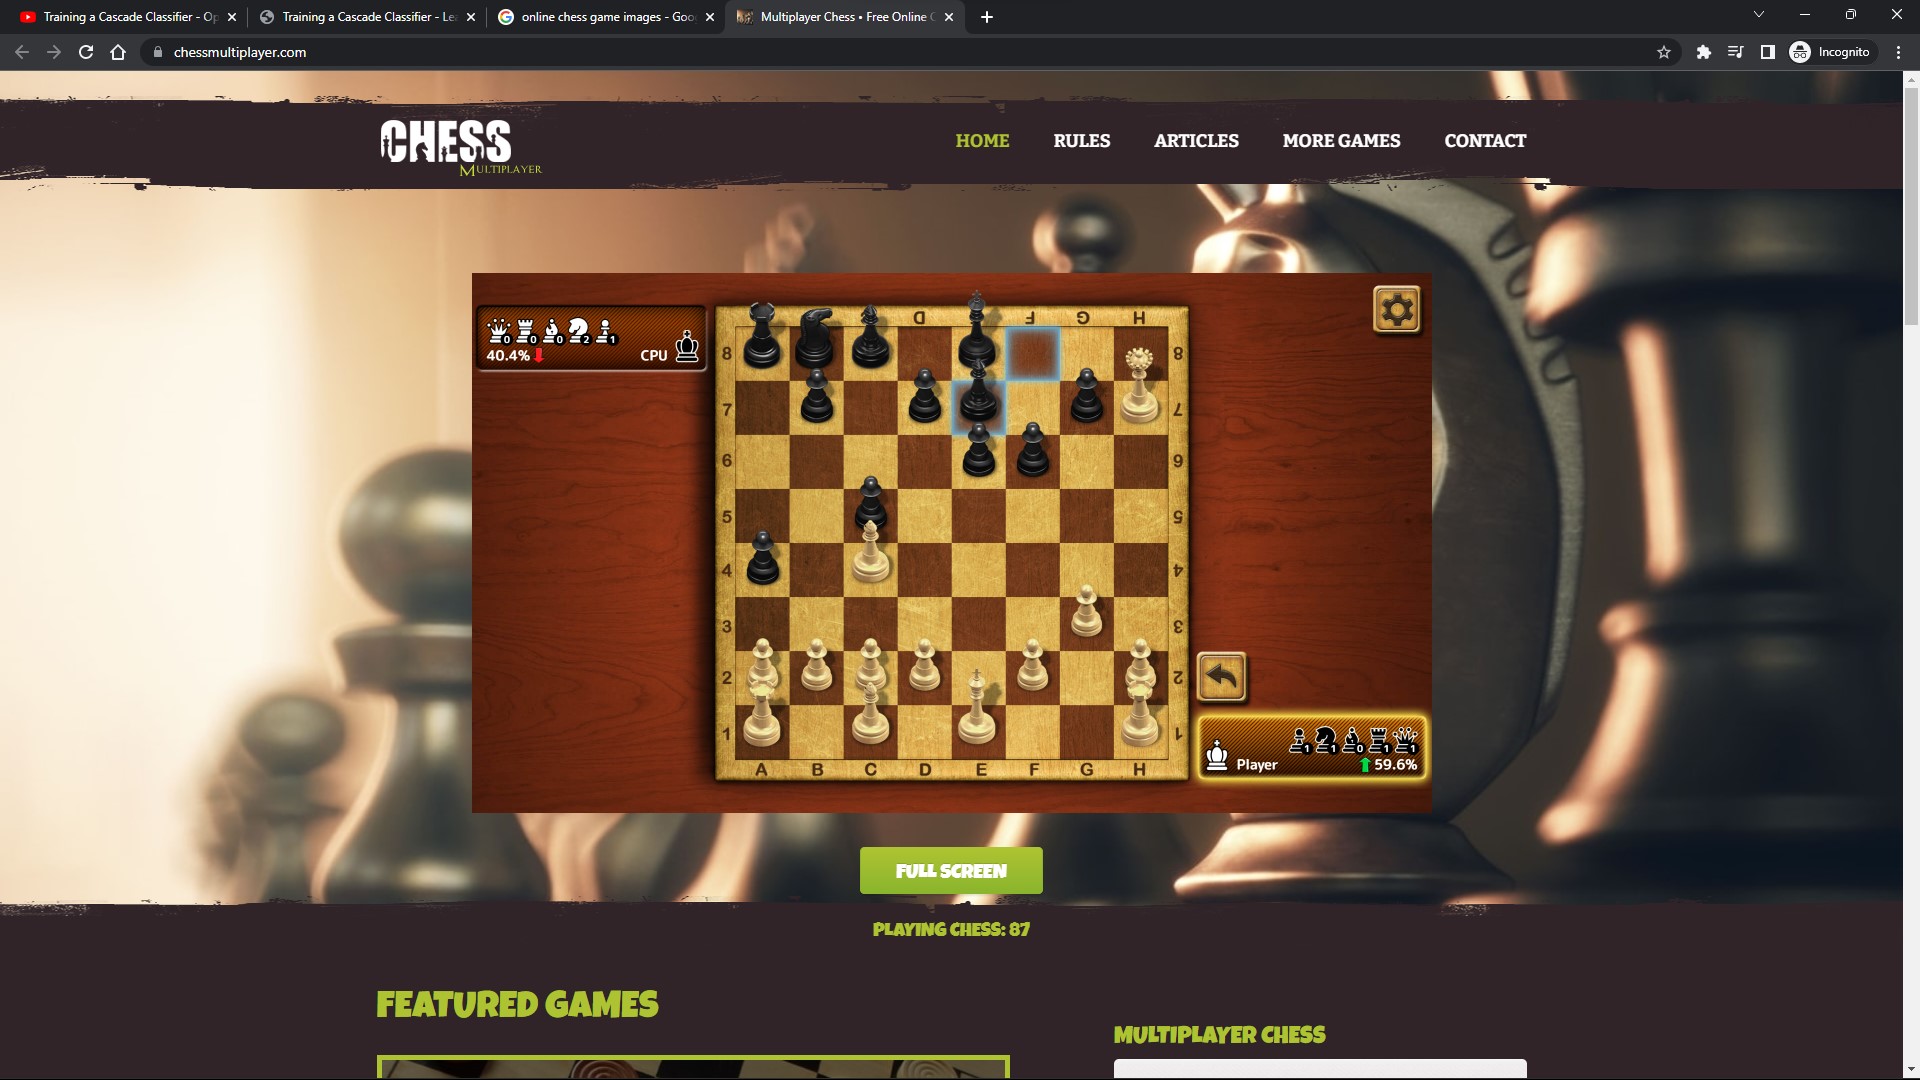 Training a Cascade Classifier - Op
Training a Cascade Classifier - Le
online chess game images - Goo
Multiplayer Chess • Free Online C
chessmultiplayer.com
Incognito
CHESS
MULTIPLAYER
HOME
RULES
ARTICLES
MORE GAMES
CONTACT
0 0 0 2 1
40.4%
CPU
D F G H
8 8
7 7
6 6
5 5
4 4
3 3
2 2
1 1
A B C D E F G H
1 1 0 1 1
Player
59.6%
FULL SCREEN
PLAYING CHESS: 87
FEATURED GAMES
MULTIPLAYER CHESS